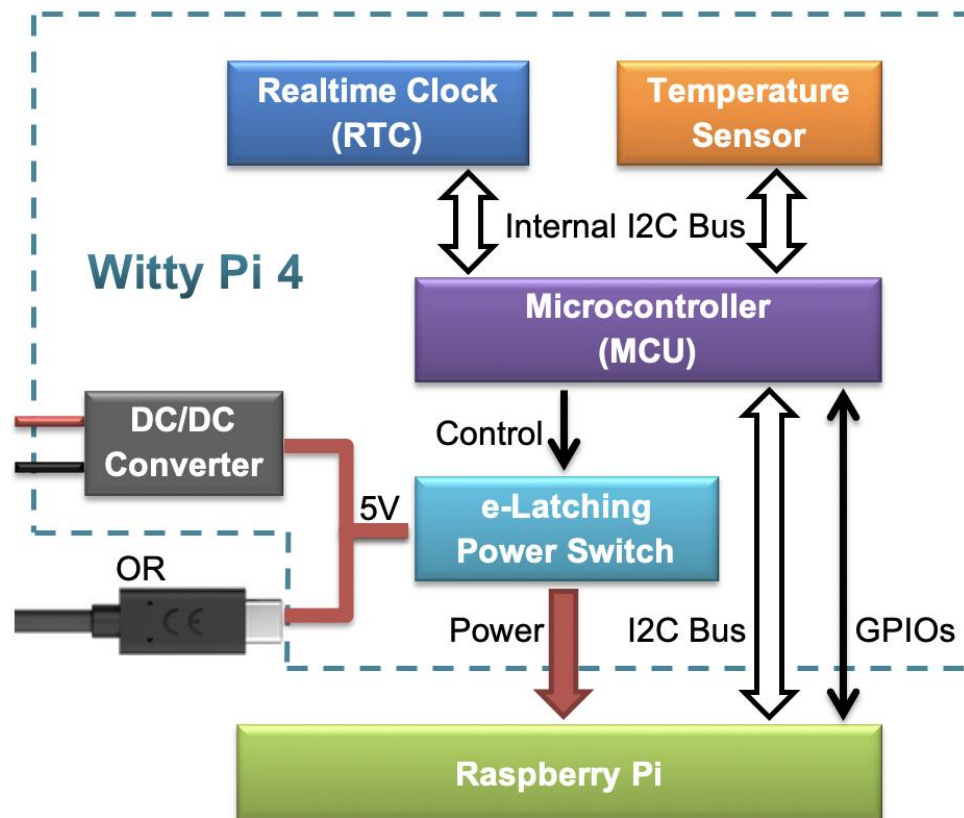 Realtime Clock
(RTC)
Temperature
Sensor
Internal I2C Bus
Witty Pi 4
Microcontroller
(MCU)
DC/DC
Converter
Control
5V
e-Latching
Power Switch
OR
CE
Power
I2C Bus
GPIOs
Raspberry Pi